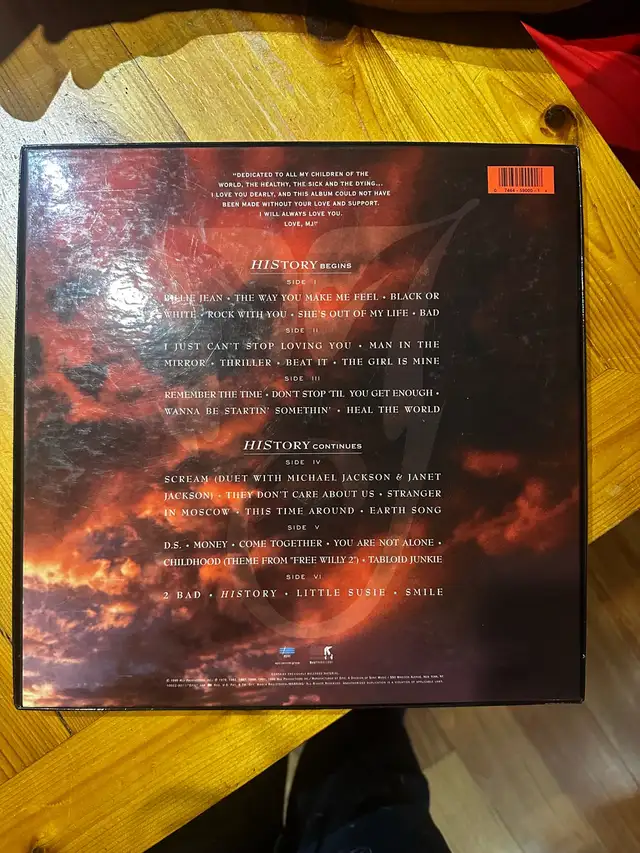 "DEDICATED TO ALL MY CHILDREN OF THE
WORLD, THE HEALTHY, THE SICK AND THE DYING...
I LOVE YOU DEARLY, AND THIS ALBUM COULD NOT HAVE
BEEN MADE WITHOUT YOUR LOVE AND SUPPORT.
I WILL ALWAYS LOVE YOU.
LOVE, MJ!"
HISTORY BEGINS
SIDE I
BILLIE JEAN • THE WAY YOU MAKE ME FEEL • BLACK OR
WHITE • ROCK WITH YOU • SHE'S OUT OF MY LIFE • BAD
SIDE II
I JUST CAN'T STOP LOVING YOU • MAN IN THE
MIRROR • THRILLER • BEAT IT • THE GIRL IS MINE
SIDE III
REMEMBER THE TIME • DON'T STOP 'TIL YOU GET ENOUGH •
WANNA BE STARTIN' SOMETHIN' • HEAL THE WORLD
HISTORY CONTINUES
SIDE IV
SCREAM (DUET WITH MICHAEL JACKSON & JANET
JACKSON) • THEY DON'T CARE ABOUT US • STRANGER
IN MOSCOW • THIS TIME AROUND • EARTH SONG
SIDE V
D.S. • MONEY • COME TOGETHER • YOU ARE NOT ALONE •
CHILDHOOD (THEME FROM "FREE WILLY 2") • TABLOID JUNKIE
SIDE VI
2 BAD • HISTORY • LITTLE SUSIE • SMILE